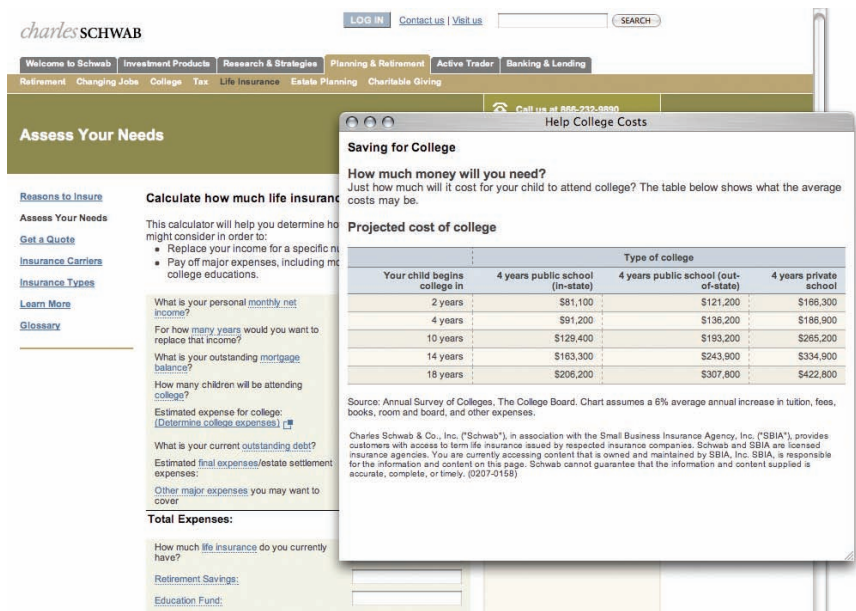 charles SCHWAB
LOG IN Contact us | Visit us SEARCH
Welcome to Schwab Investment Products Research & Strategies Planning & Retirement Active Trader Banking & Lending
Retirement Changing Jobs College Tax Life Insurance Estate Planning Charitable Giving
Call us at 866-232-9890
Assess Your Needs
Reasons to Insure
Assess Your Needs
Get a Quote
Insurance Carriers
Insurance Types
Learn More
Glossary
Calculate how much life insuranc
This calculator will help you determine ho
might consider in order to:
• Replace your income for a specific nu
• Pay off major expenses, including mo
college educations.
What is your personal monthly net
income?
For how many years would you want to
replace that income?
What is your outstanding mortgage
balance?
How many children will be attending
college?
Estimated expense for college:
(Determine college expenses)
What is your current outstanding debt?
Estimated final expenses/estate settlement
expenses:
Other major expenses you may want to
cover
Total Expenses:
How much life insurance do you currently
have?
Retirement Savings:
Education Fund:
Help College Costs
Saving for College
How much money will you need?
Just how much will it cost for your child to attend college? The table below shows what the average
costs may be.
Projected cost of college
Type of college
Your child begins college in 4 years public school (in-state) 4 years public school (out-of-state) 4 years private school
2 years $81,100 $121,200 $166,300
4 years $91,200 $136,200 $186,900
10 years $129,400 $193,200 $265,200
14 years $163,300 $243,900 $334,900
18 years $206,200 $307,800 $422,800
Source: Annual Survey of Colleges, The College Board. Chart assumes a 6% average annual increase in tuition, fees,
books, room and board, and other expenses.
Charles Schwab & Co., Inc. ("Schwab"), in association with the Small Business Insurance Agency, Inc. ("SBIA"), provides
customers with access to term life insurance issued by respected insurance companies. Schwab and SBIA are licensed
insurance agencies. You are currently accessing content that is owned and maintained by SBIA, Inc. SBIA, is responsible
for the information and content on this page. Schwab cannot guarantee that the information and content supplied is
accurate, complete, or timely. (0207-0158)